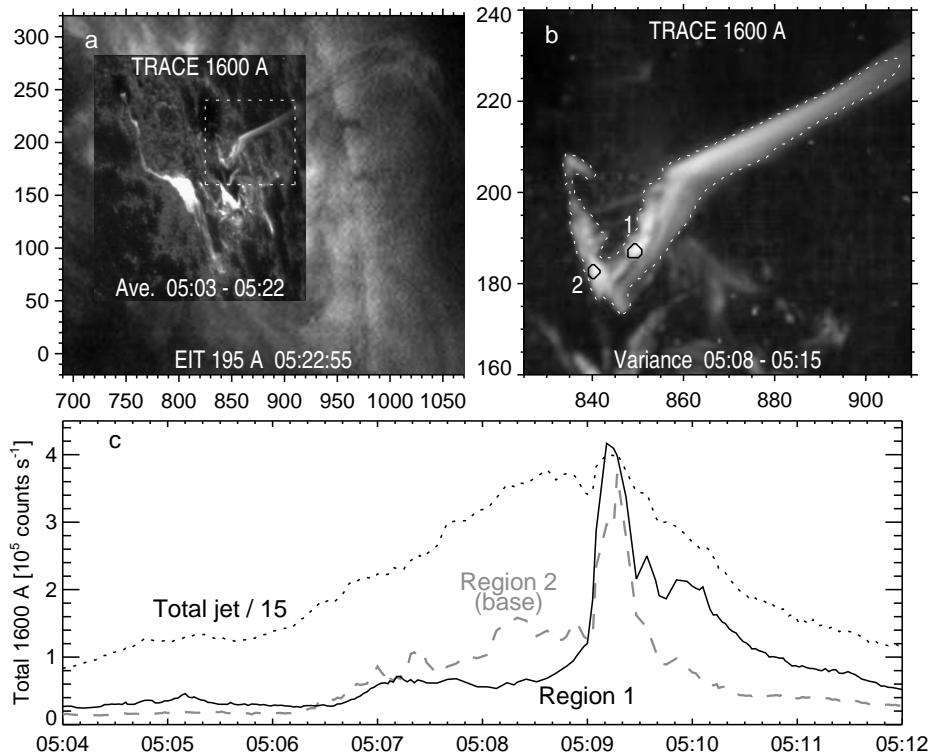 a
TRACE 1600 A
Ave. 05:03 - 05:22
EIT 195 A 05:22:55
300
250
200
150
100
50
0
700 750 800 850 900 950 1000 1050
b
TRACE 1600 A
1
2
Variance 05:08 - 05:15
240
220
200
180
160
840 860 880 900
c
Total 1600 A [10⁵ counts s⁻¹]
4
3
2
1
0
Total jet / 15
Region 2
(base)
Region 1
05:04 05:05 05:06 05:07 05:08 05:09 05:10 05:11 05:12